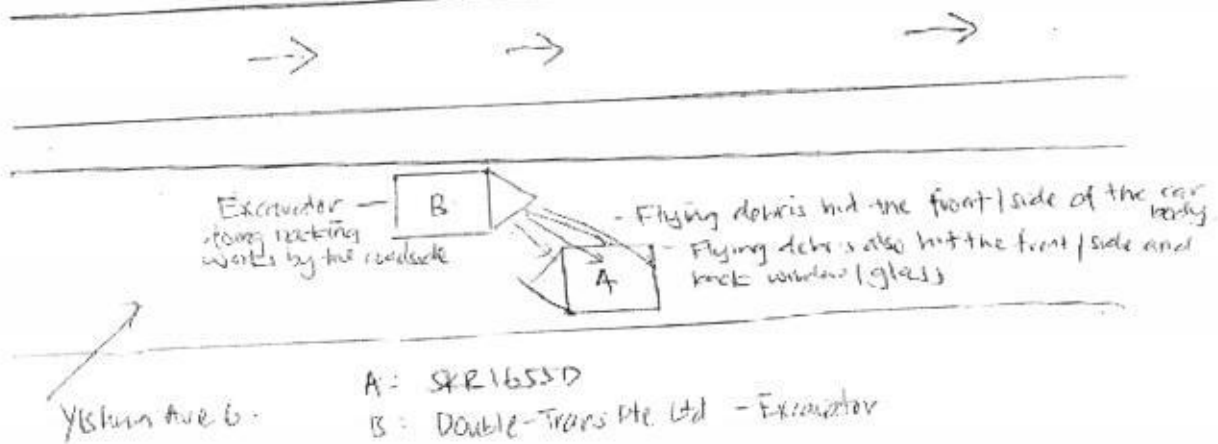 Excavator
doing hacking
works by the roadside
B
- Flying debris hit the front/side of the car body
- Flying debris also hit the front/side and
back window/glass
A
Yishun Ave 6.
A: SKR1655D
B: Double-Trans Pte Ltd - Excavator